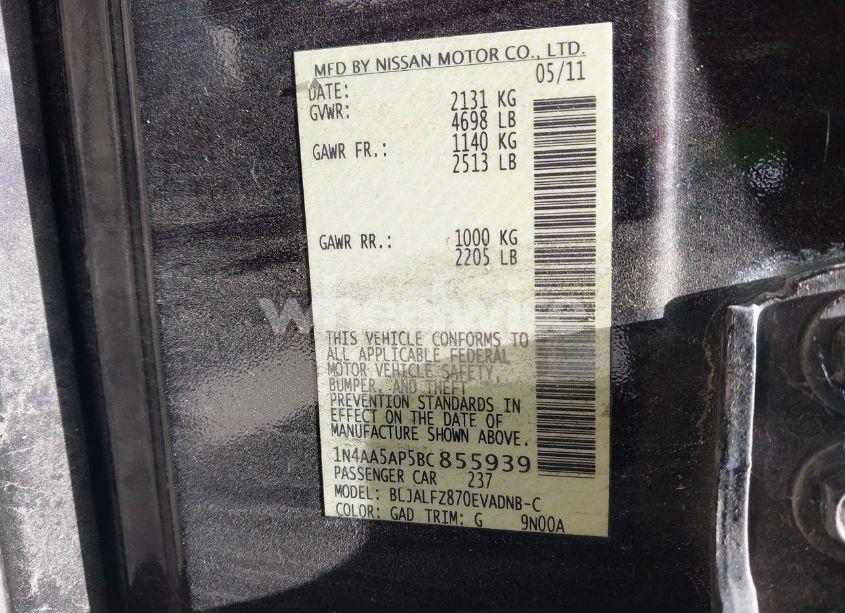 MFD BY NISSAN MOTOR CO., LTD.
DATE: 05/11
GVWR: 2131 KG
4698 LB
GAWR FR.: 1140 KG
2513 LB
GAWR RR.: 1000 KG
2205 LB
THIS VEHICLE CONFORMS TO
ALL APPLICABLE FEDERAL
MOTOR VEHICLE SAFETY,
BUMPER, AND THEFT
PREVENTION STANDARDS IN
EFFECT ON THE DATE OF
MANUFACTURE SHOWN ABOVE.
1N4AA5AP5BC855939
PASSENGER CAR 237
MODEL: BLJALFZ870EVADNB-C
COLOR: GAD TRIM: G 9N00A